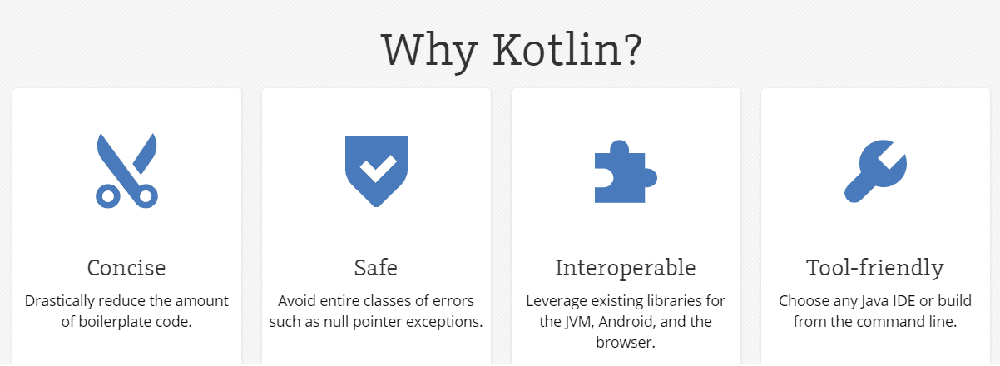 Why Kotlin?
Concise
Drastically reduce the amount
of boilerplate code.
Safe
Avoid entire classes of errors
such as null pointer exceptions.
Interoperable
Leverage existing libraries for
the JVM, Android, and the
browser.
Tool-friendly
Choose any Java IDE or build
from the command line.